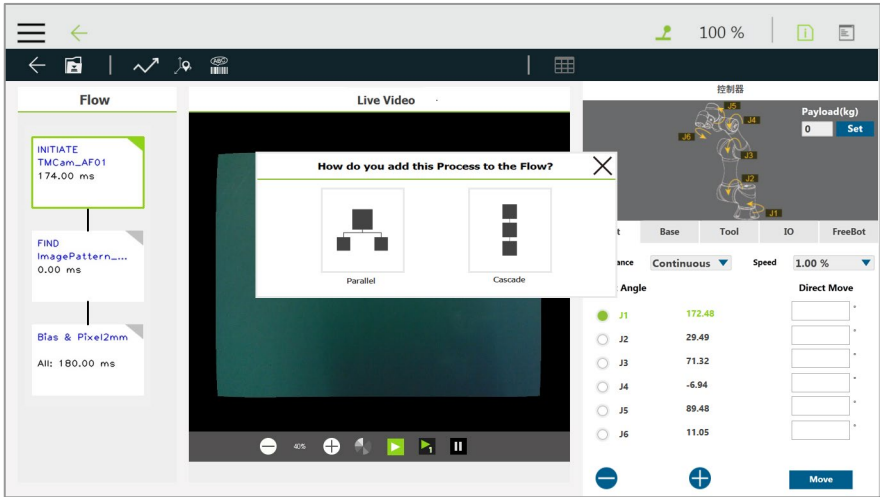 100 %
ABC
Flow
Live Video
控制器
INITIATE
TMCam_AF01
174.00 ms
FIND
ImagePattern_...
0.00 ms
Bias & Pixel2mm
All: 180.00 ms
How do you add this Process to the Flow?
Parallel
Cascade
40%
1
J5
J4
J6
J3
J2
J1
Payload(kg)
0 Set
t Base Tool IO FreeBot
ance Continuous Speed 1.00 %
Angle Direct Move
J1 172.48 °
J2 29.49 °
J3 71.32 °
J4 -6.94 °
J5 89.48 °
J6 11.05 °
Move